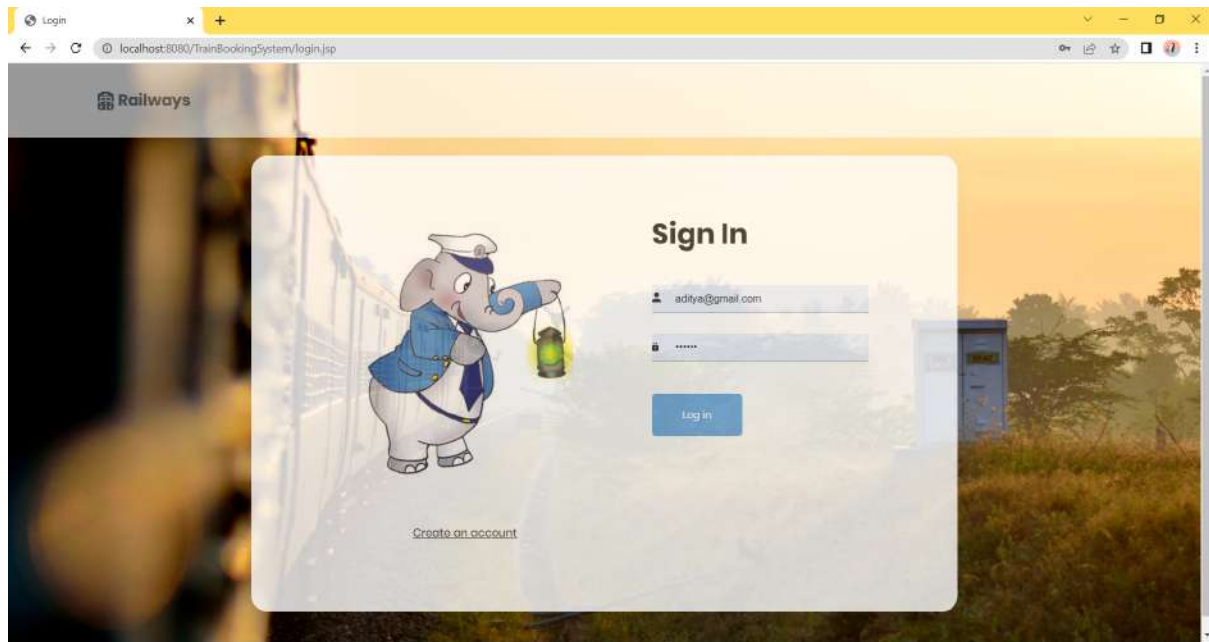 Login
localhost:8080/TrainBookingSystem/login.jsp
Railways
Sign In
aditya@gmail.com
••••••
Log in
Create an account